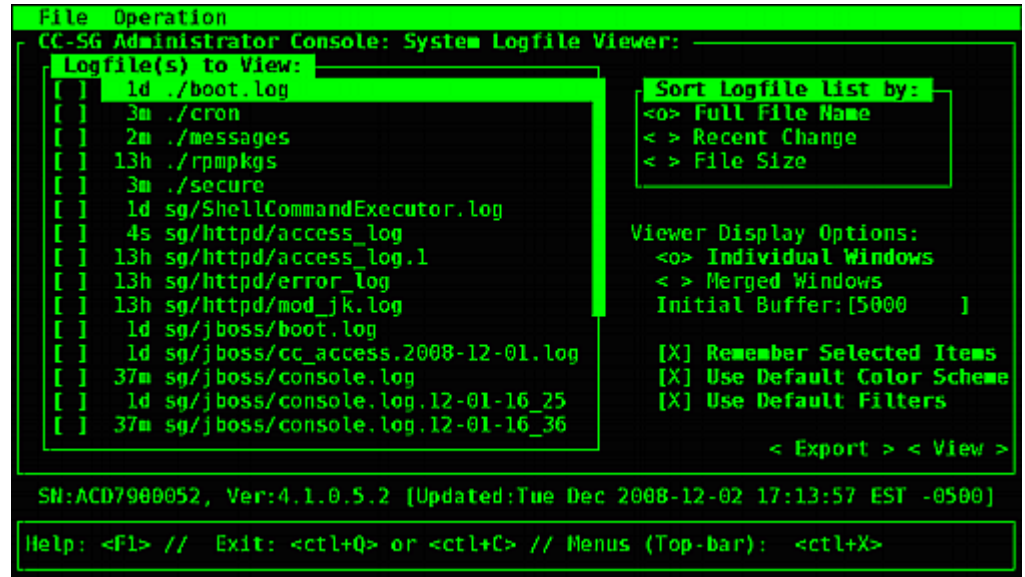 File Operation
CC-SG Administrator Console: System Logfile Viewer:
Logfile(s) to View:
[ ] 1d ./boot.log
[ ] 3m ./cron
[ ] 2m ./messages
[ ] 13h ./rpmpkgs
[ ] 3m ./secure
[ ] 1d sg/ShellCommandExecutor.log
[ ] 4s sg/httpd/access_log
[ ] 13h sg/httpd/access_log.1
[ ] 13h sg/httpd/error_log
[ ] 13h sg/httpd/mod_jk.log
[ ] 1d sg/jboss/boot.log
[ ] 1d sg/jboss/cc_access.2008-12-01.log
[ ] 37m sg/jboss/console.log
[ ] 1d sg/jboss/console.log.12-01-16_25
[ ] 37m sg/jboss/console.log.12-01-16_36
Sort Logfile list by:
<o> Full File Name
< > Recent Change
< > File Size
Viewer Display Options:
<o> Individual Windows
< > Merged Windows
Initial Buffer:[5000 ]
[X] Remember Selected Items
[X] Use Default Color Scheme
[X] Use Default Filters
< Export > < View >
SN:ACD7900052, Ver:4.1.0.5.2 [Updated:Tue Dec 2008-12-02 17:13:57 EST -0500]
Help: <F1> // Exit: <ctl+Q> or <ctl+C> // Menus (Top-bar): <ctl+X>